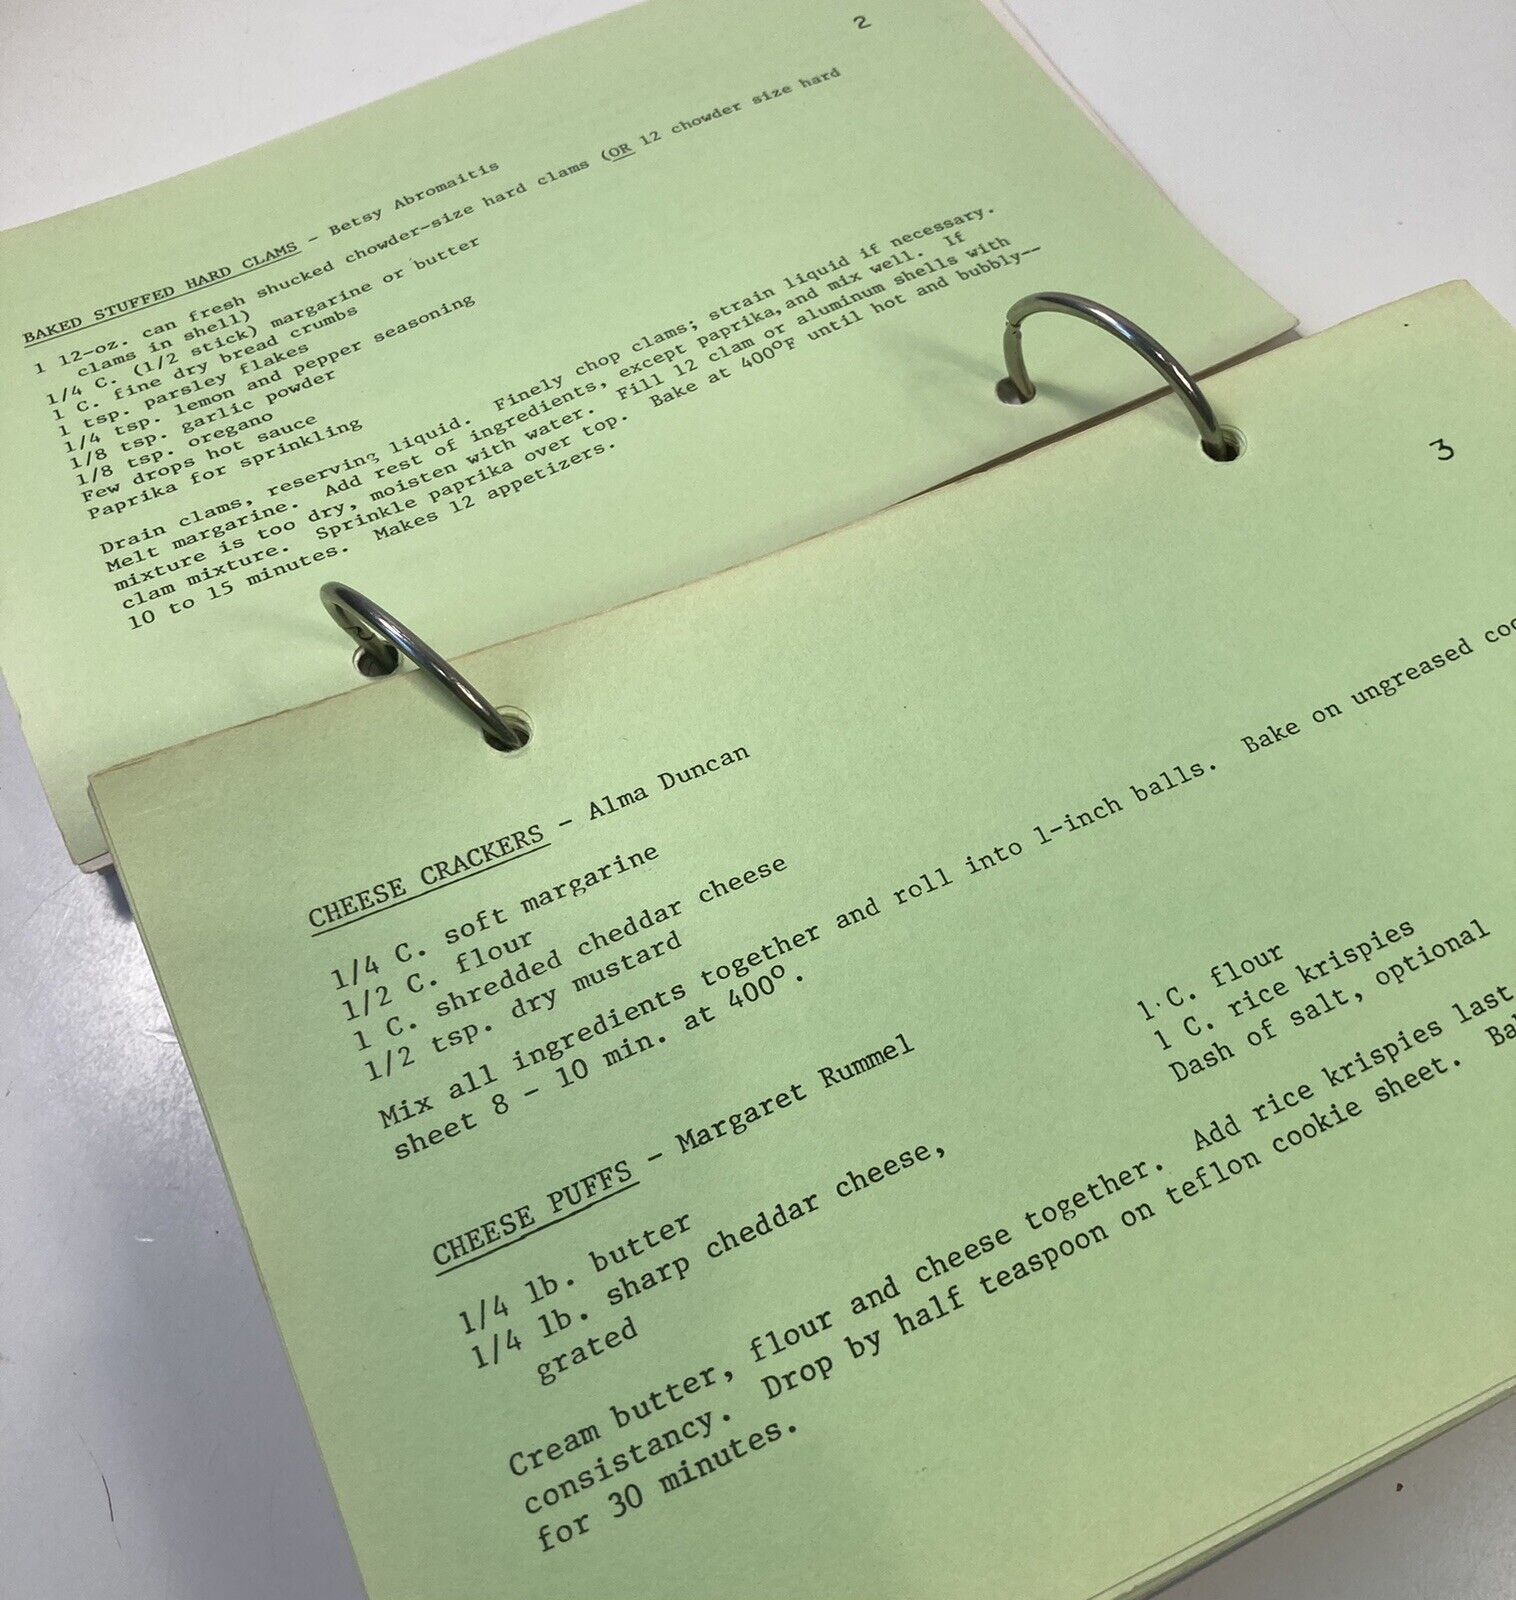 2
BAKED STUFFED HARD CLAMS - Betsy Abromaitis
1 12-oz. can fresh shucked chowder-size hard clams (OR 12 chowder size hard
clams in shell)
1/4 C. (1/2 stick) margarine or butter
1 C. fine dry bread crumbs
1 tsp. parsley flakes
1/4 tsp. lemon and pepper seasoning
1/8 tsp. garlic powder
1/8 tsp. oregano
Few drops hot sauce
Paprika for sprinkling
Drain clams, reserving liquid. Finely chop clams; strain liquid if necessary.
Melt margarine. Add rest of ingredients, except paprika, and mix well. If
mixture is too dry, moisten with water. Fill 12 clam or aluminum shells with
clam mixture. Sprinkle paprika over top. Bake at 400°F until hot and bubbly--
10 to 15 minutes. Makes 12 appetizers.
3
CHEESE CRACKERS - Alma Duncan
1/4 C. soft margarine
1/2 C. flour
1 C. shredded cheddar cheese
1/2 tsp. dry mustard
Mix all ingredients together and roll into 1-inch balls. Bake on ungreased
sheet 8 - 10 min. at 400°.
CHEESE PUFFS - Margaret Rummel
1/4 lb. butter
1/4 lb. sharp cheddar cheese,
grated
1 C. flour
1 C. rice krispies
Dash of salt, optional
Cream butter, flour and cheese together. Add rice krispies last
consistancy. Drop by half teaspoon on teflon cookie sheet.
for 30 minutes.